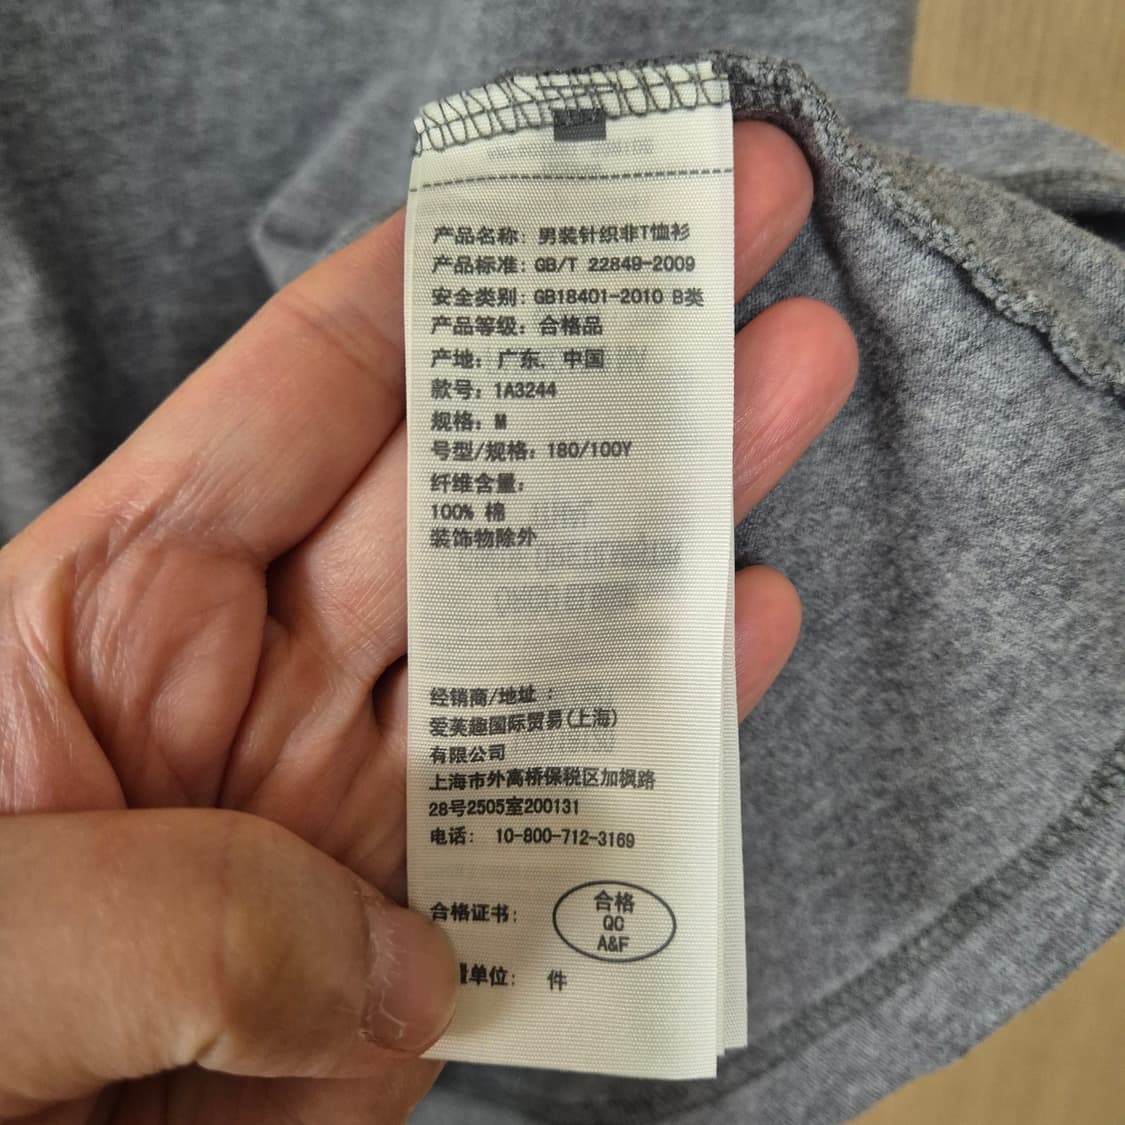 产品名称: 男装针织非T恤衫
产品标准: GB/T 22849-2009
安全类别: GB18401-2010 B类
产品等级: 合格品
产地: 广东, 中国
款号: 1A3244
规格: M
号型/规格: 180/100Y
纤维含量:
100% 棉
装饰物除外
经销商/地址 :
爱芙趣国际贸易(上海)
有限公司
上海市外高桥保税区加枫路
28号2505室200131
电话: 10-800-712-3169
合格证书:
合格
QC
A&F
单位: 件